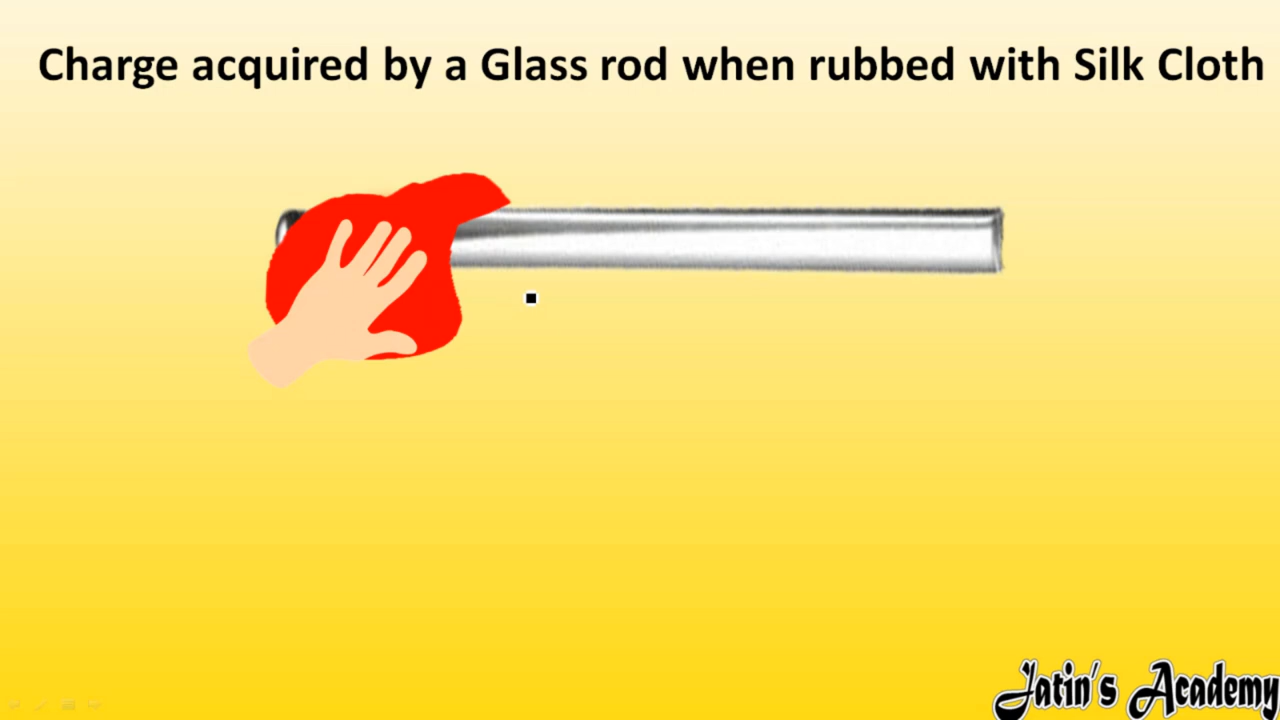 Charge acquired by a Glass rod when rubbed with Silk Cloth
Jatin's Academy